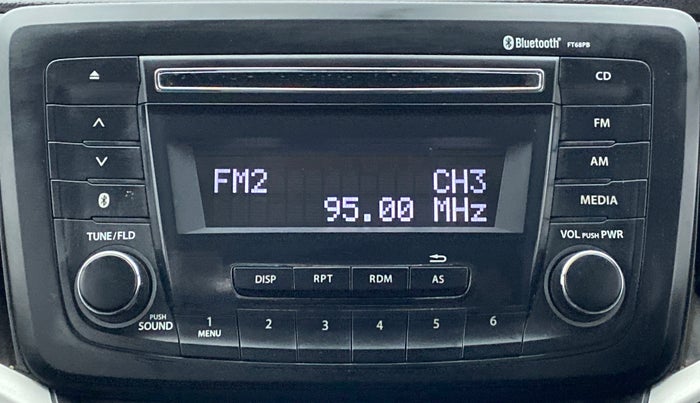 Bluetooth® FT68PB
CD
FM
AM
MEDIA
FM2 CH3
95.00 MHz
TUNE/FLD
VOL PUSH PWR
DISP RPT RDM AS
PUSH
SOUND
1 2 3 4 5 6
MENU